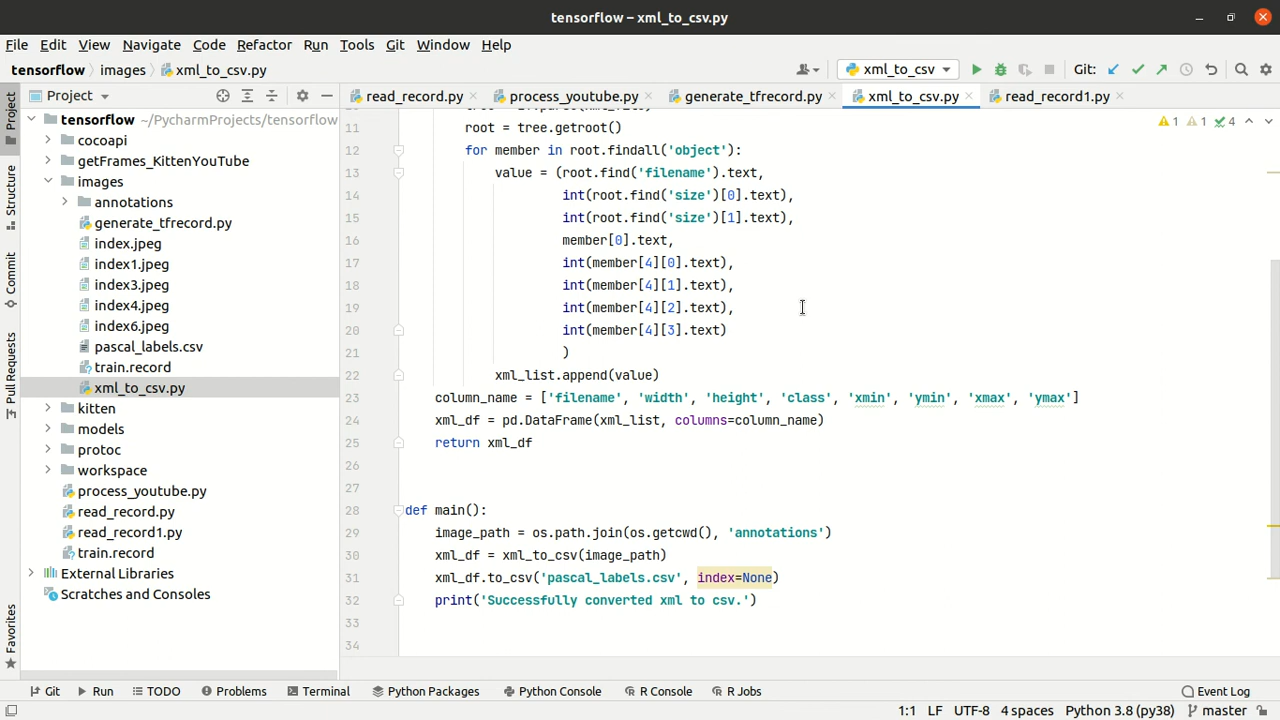 tensorflow – xml_to_csv.py
File Edit View Navigate Code Refactor Run Tools Git Window Help
tensorflow images xml_to_csv.py xml_to_csv Git:
Project read_record.py process_youtube.py generate_tfrecord.py xml_to_csv.py read_record1.py
Project
Structure
Commit
Pull Requests
Favorites
tensorflow ~/PycharmProjects/tensorflow
cocoapi
getFrames_KittenYouTube
images
annotations
generate_tfrecord.py
index.jpeg
index1.jpeg
index3.jpeg
index4.jpeg
index6.jpeg
pascal_labels.csv
train.record
xml_to_csv.py
kitten
models
protoc
workspace
process_youtube.py
read_record.py
read_record1.py
train.record
External Libraries
Scratches and Consoles
1 1 4
11 root = tree.getroot()
12 for member in root.findall('object'):
13 value = (root.find('filename').text,
14 int(root.find('size')[0].text),
15 int(root.find('size')[1].text),
16 member[0].text,
17 int(member[4][0].text),
18 int(member[4][1].text),
19 int(member[4][2].text),
20 int(member[4][3].text)
21 )
22 xml_list.append(value)
23 column_name = ['filename', 'width', 'height', 'class', 'xmin', 'ymin', 'xmax', 'ymax']
24 xml_df = pd.DataFrame(xml_list, columns=column_name)
25 return xml_df
26
27
28 def main():
29 image_path = os.path.join(os.getcwd(), 'annotations')
30 xml_df = xml_to_csv(image_path)
31 xml_df.to_csv('pascal_labels.csv', index=None)
32 print('Successfully converted xml to csv.')
33
34
Git Run TODO Problems Terminal Python Packages Python Console R Console R Jobs Event Log
1:1 LF UTF-8 4 spaces Python 3.8 (py38) master